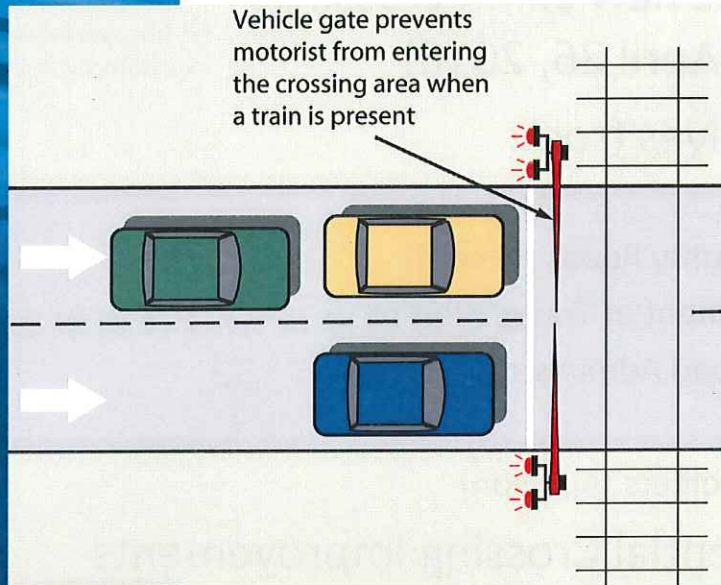 Vehicle gate prevents
motorist from entering
the crossing area when
a train is present